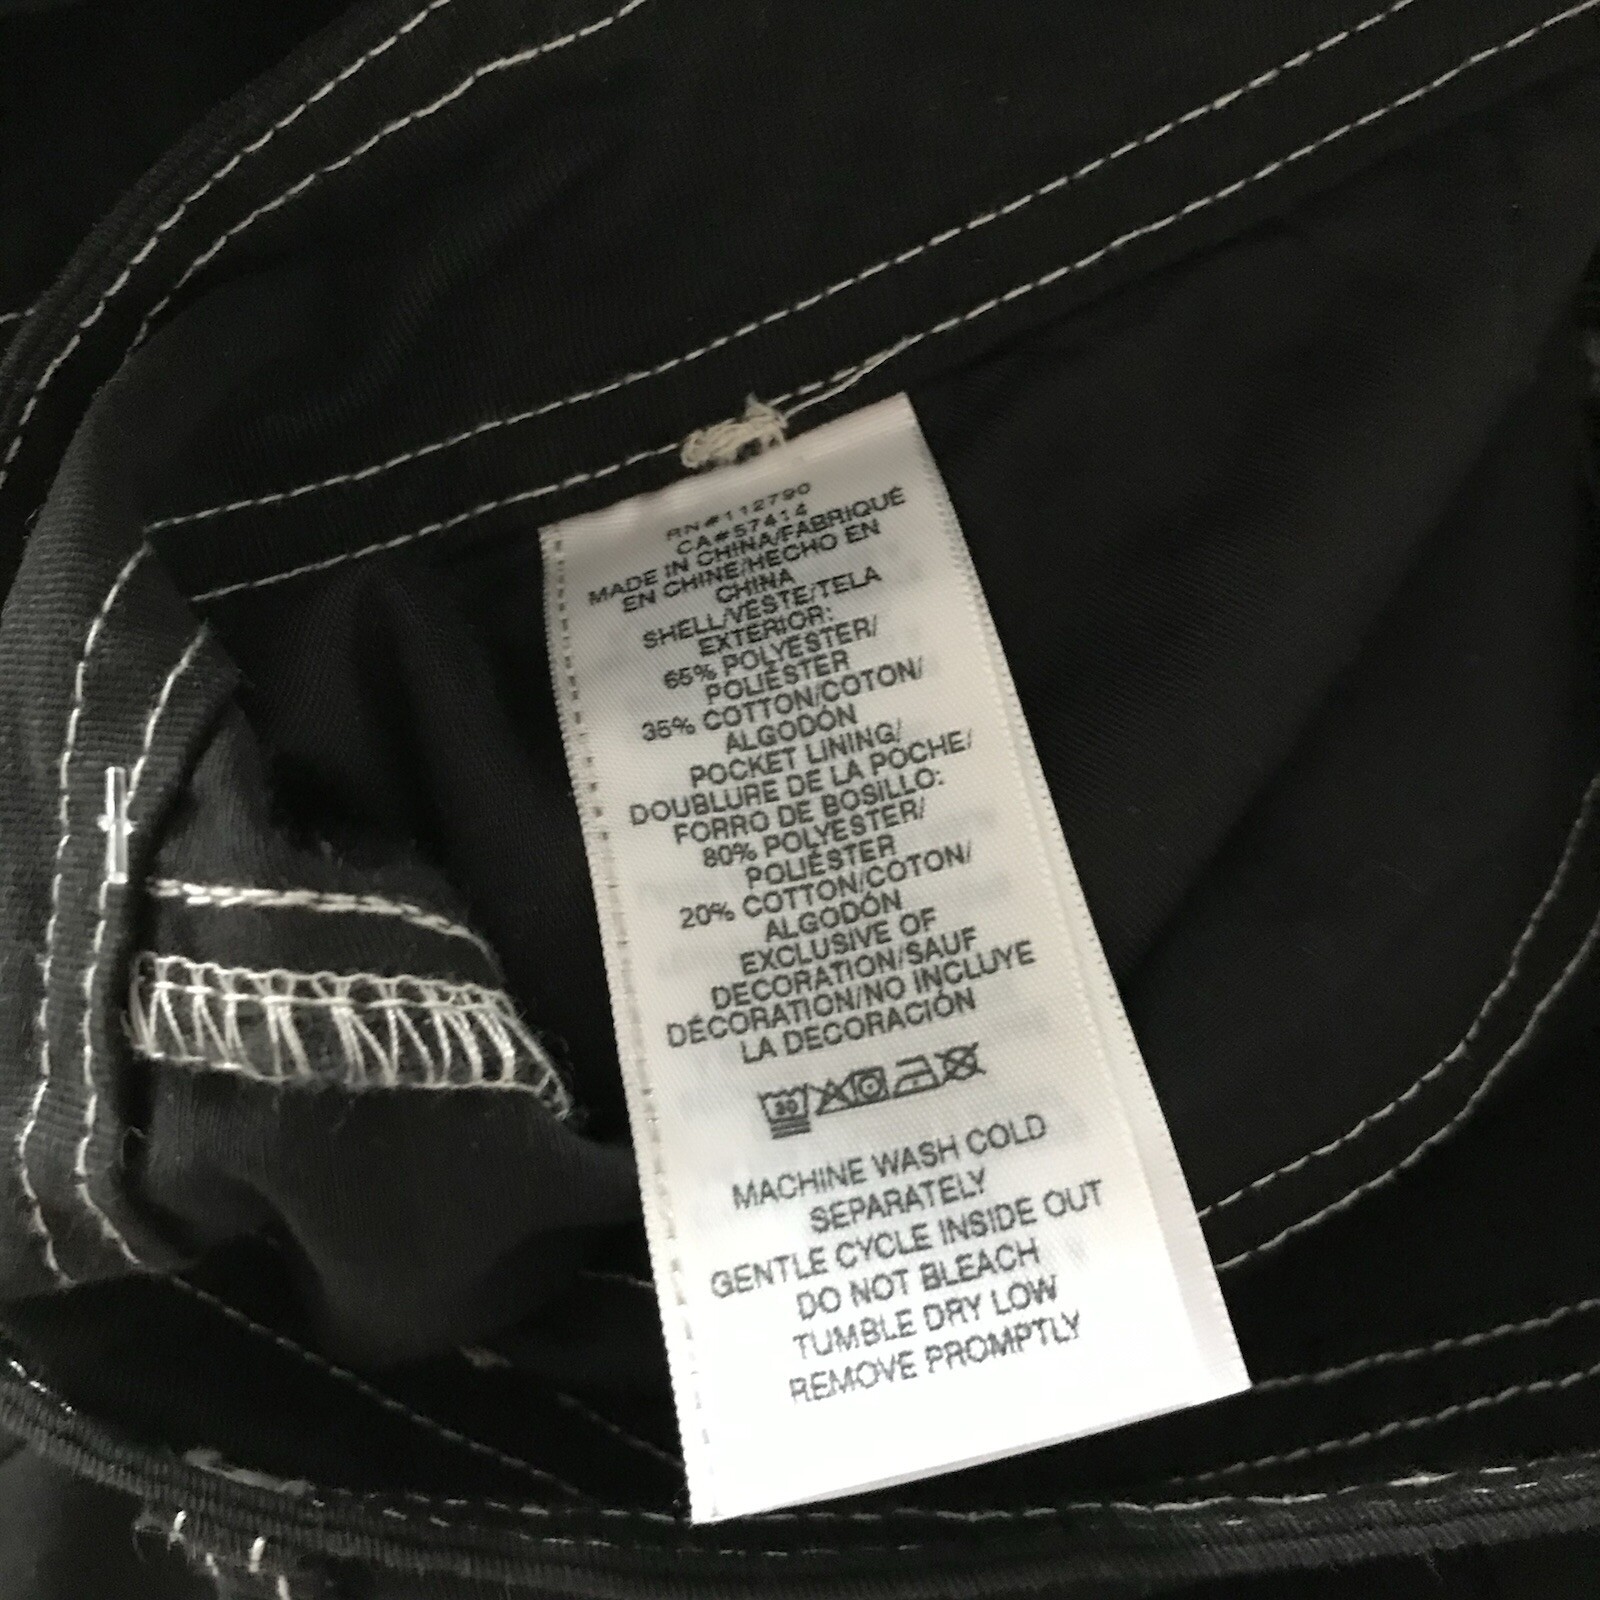 RN#112790
CA#57414
MADE IN CHINA/FABRIQUÉ
EN CHINE/HECHO EN
CHINA
SHELL/VESTE/TELA
EXTERIOR:
65% POLYESTER/
POLIÉSTER
35% COTTON/COTON/
ALGODÓN
POCKET LINING/
DOUBLURE DE LA POCHE/
FORRO DE BOSILLO:
80% POLYESTER/
POLIÉSTER
20% COTTON/COTON/
ALGODÓN
EXCLUSIVE OF
DECORATION/SAUF
DÉCORATION/NO INCLUYE
LA DECORACIÓN
30
MACHINE WASH COLD
SEPARATELY
GENTLE CYCLE INSIDE OUT
DO NOT BLEACH
TUMBLE DRY LOW
REMOVE PROMPTLY